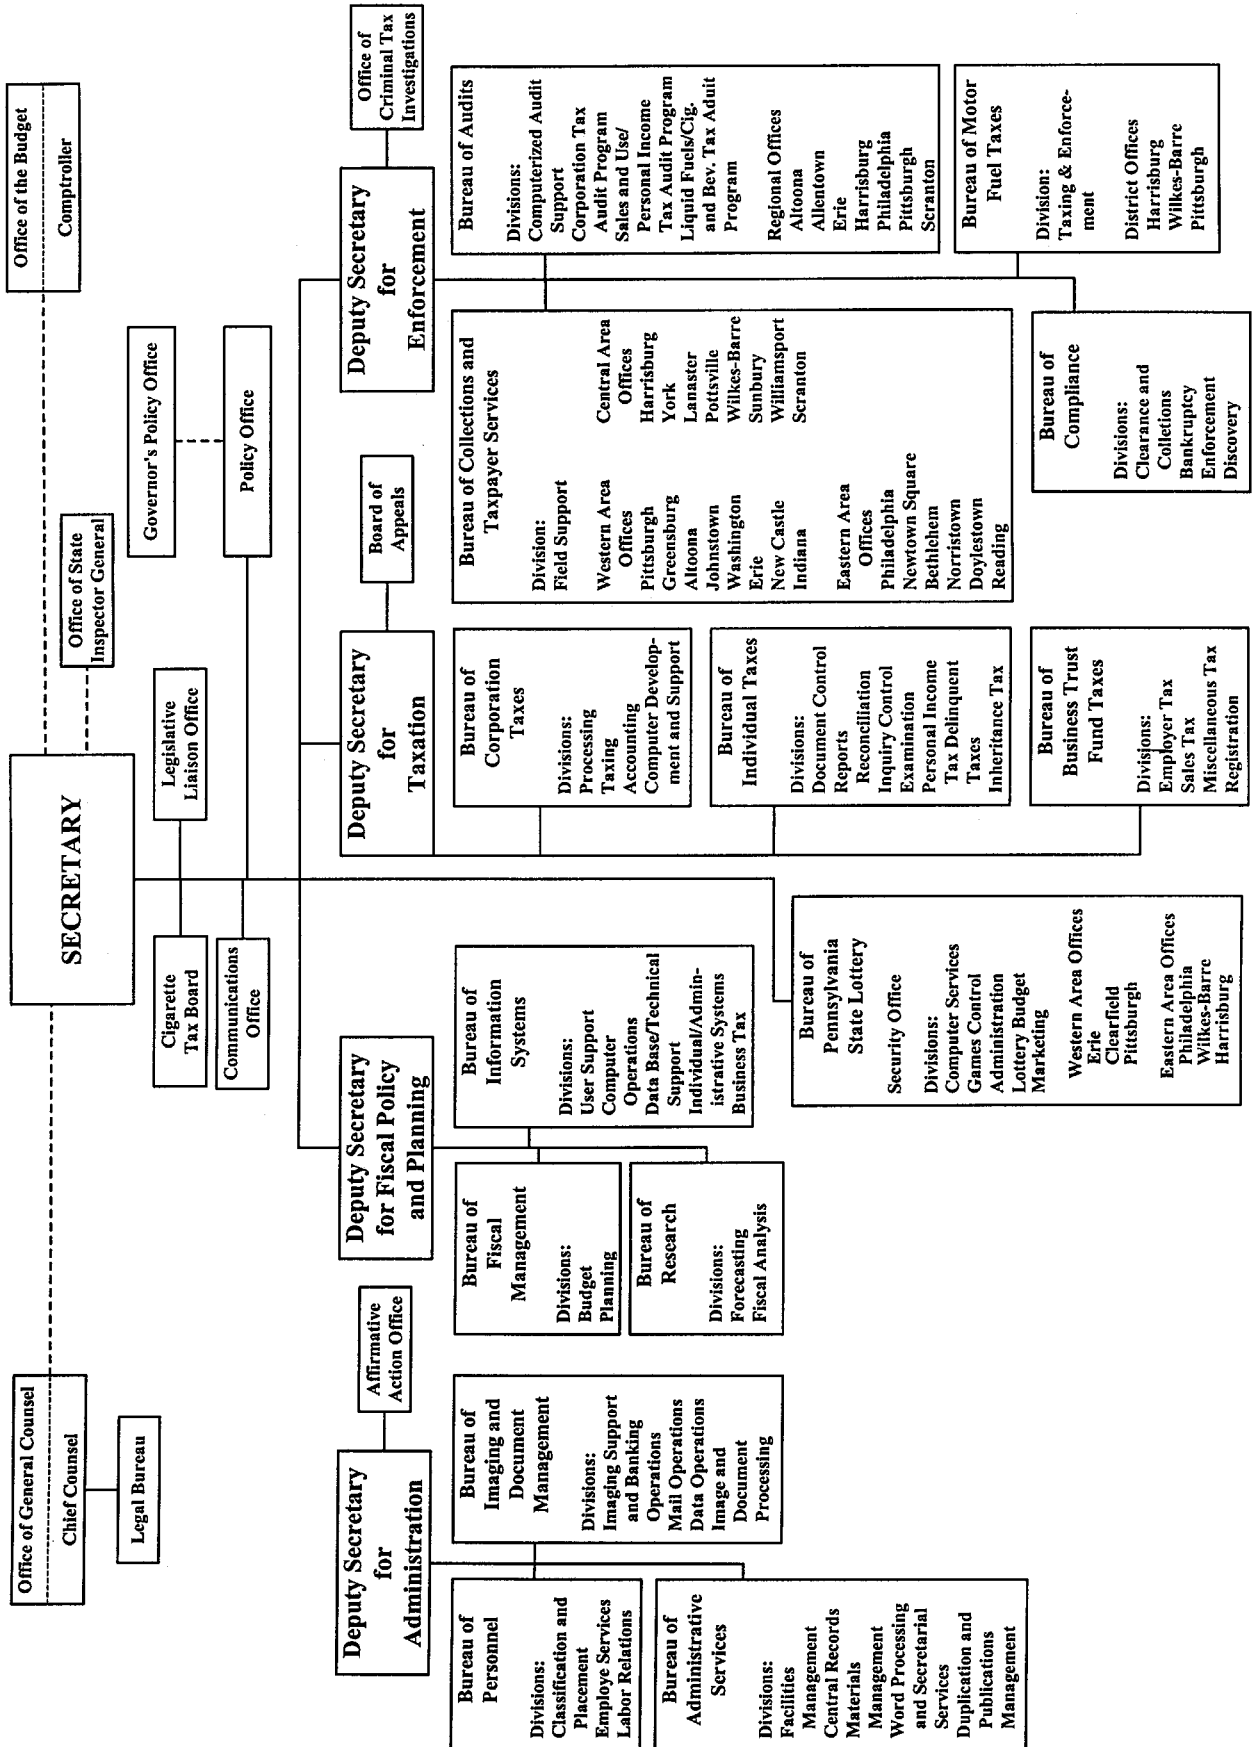 Office of General Counsel
Chief Counsel
Legal Bureau
SECRETARY
Office of the Budget
Comptroller
Office of State
Inspector General
Governor's Policy Office
Policy Office
Cigarette
Tax Board
Legislative
Liaison Office
Communications
Office
Deputy Secretary
for
Administration
Affirmative
Action Office
Bureau of
Personnel
Divisions:
Classification and
Placement
Employe Services
Labor Relations
Bureau of
Imaging and
Document
Management
Divisions:
Imaging Support
and Banking
Operations
Mail Operations
Data Operations
Image and
Document
Processing
Bureau of
Administrative
Services
Divisions:
Facilities
Management
Central Records
Materials
Management
Word Processing
and Secretarial
Services
Duplication and
Publications
Management
Deputy Secretary
for Fiscal Policy
and Planning
Bureau of
Fiscal
Management
Divisions:
Budget
Planning
Bureau of
Information
Systems
Divisions:
User Support
Computer
Operations
Data Base/Technical
Support
Individual/Admin-
istrative Systems
Business Tax
Bureau of
Research
Divisions:
Forecasting
Fiscal Analysis
Bureau of
Pennsylvania
State Lottery
Security Office
Divisions:
Computer Services
Games Control
Administration
Lottery Budget
Marketing
Western Area Offices
Erie
Clearfield
Pittsburgh
Eastern Area Offices
Philadelphia
Wilkes-Barre
Harrisburg
Deputy Secretary
for
Taxation
Board of
Appeals
Bureau of
Corporation
Taxes
Divisions:
Processing
Taxing
Accounting
Computer Develop-
ment and Support
Bureau of
Individual Taxes
Divisions:
Document Control
Reports
Reconciliation
Inquiry Control
Examination
Personal Income
Tax Delinquent
Taxes
Inheritance Tax
Bureau of
Business Trust
Fund Taxes
Divisions:
Employer Tax
Sales Tax
Miscellaneous Tax
Registration
Deputy Secretary
for
Enforcement
Office of
Criminal Tax
Investigations
Bureau of Collections and
Taxpayer Services
Division:
Field Support
Western Area
Offices
Pittsburgh
Greensburg
Altoona
Johnstown
Washington
Erie
New Castle
Indiana
Eastern Area
Offices
Philadelphia
Newtown Square
Bethlehem
Norristown
Doylestown
Reading
Central Area
Offices
Harrisburg
York
Lanaster
Pottsville
Wilkes-Barre
Sunbury
Williamsport
Scranton
Bureau of Audits
Divisions:
Computerized Audit
Support
Corporation Tax
Audit Program
Sales and Use/
Personal Income
Tax Audit Program
Liquid Fuels/Cig.
and Bev. Tax Aduit
Program
Regional Offices
Altoona
Allentown
Erie
Harrisburg
Philadelphia
Pittsburgh
Scranton
Bureau of
Compliance
Divisions:
Clearance and
Colletions
Bankruptcy
Enforcement
Discovery
Bureau of Motor
Fuel Taxes
Division:
Taxing & Enforce-
ment
District Offices
Harrisburg
Wilkes-Barre
Pittsburgh